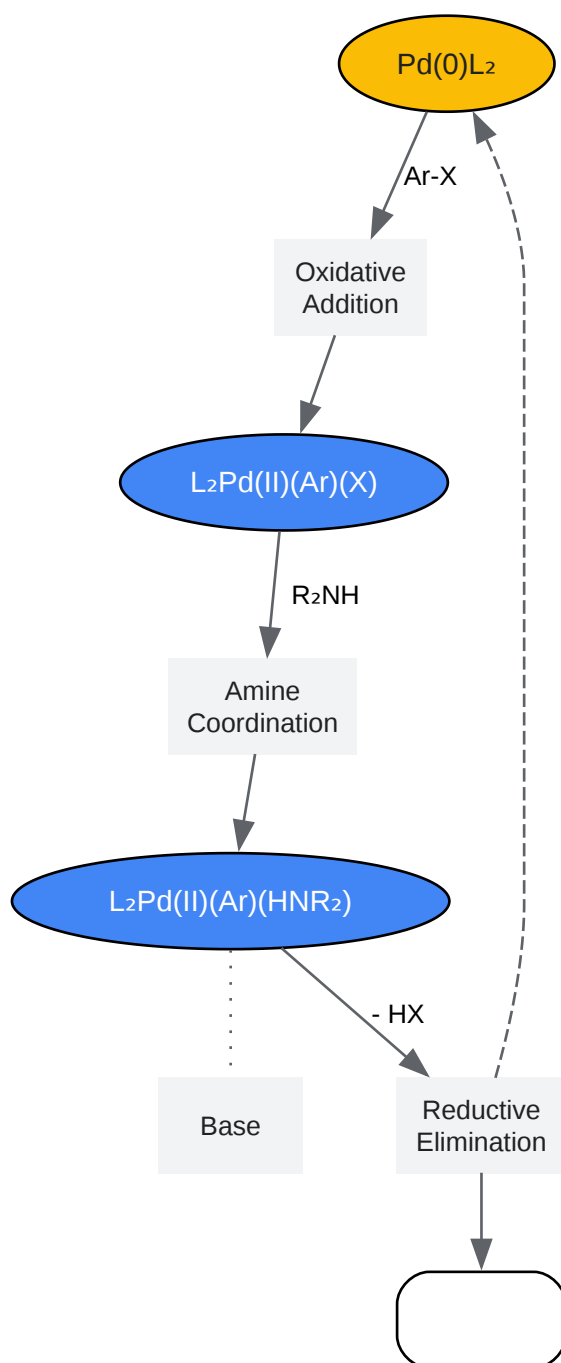 Pd(0)L₂
Ar-X
Oxidative
Addition
L₂Pd(II)(Ar)(X)
R₂NH
Amine
Coordination
L₂Pd(II)(Ar)(HNR₂)
- HX
Base
Reductive
Elimination